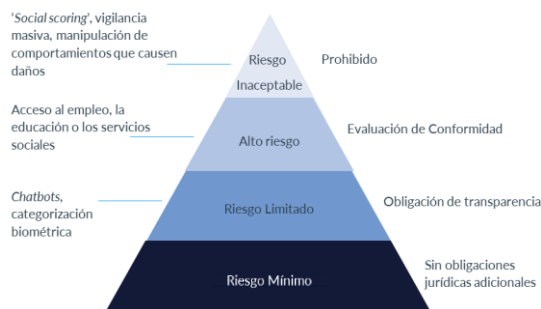 'Social scoring', vigilancia
masiva, manipulación de
comportamientos que causen
daños
Riesgo
Inaceptable
Prohibido
Acceso al empleo, la
educación o los servicios
sociales
Alto riesgo
Evaluación de Conformidad
Chatbots,
categorización
biométrica
Riesgo Limitado
Obligación de transparencia
Riesgo Mínimo
Sin obligaciones
jurídicas adicionales